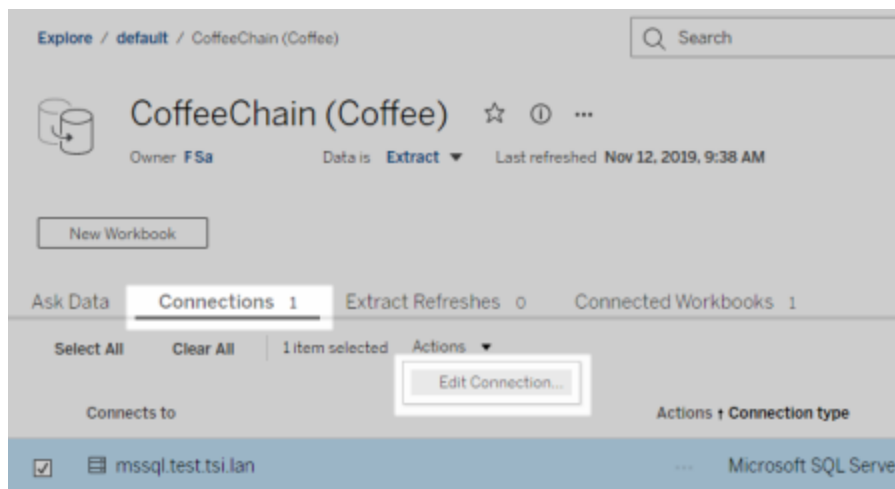 Explore / default / CoffeeChain (Coffee)
Search
CoffeeChain (Coffee)
Owner FSa Data is Extract Last refreshed Nov 12, 2019, 9:38 AM
New Workbook
Ask Data Connections 1 Extract Refreshes 0 Connected Workbooks 1
Select All Clear All 1 item selected Actions
Edit Connection...
Connects to Actions Connection type
mssql.test.tsi.lan ... Microsoft SQL Serve